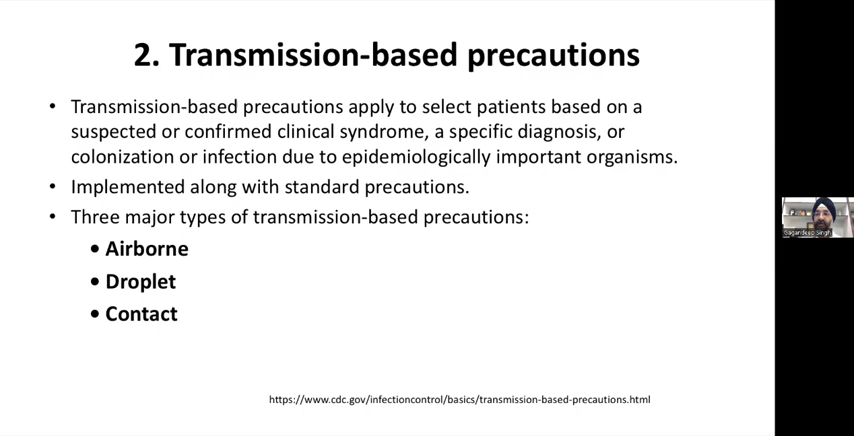 2. Transmission-based precautions
• Transmission-based precautions apply to select patients based on a
suspected or confirmed clinical syndrome, a specific diagnosis, or
colonization or infection due to epidemiologically important organisms.
• Implemented along with standard precautions.
• Three major types of transmission-based precautions:
• Airborne
• Droplet
• Contact
https://www.cdc.gov/infectioncontrol/basics/transmission-based-precautions.html
Gagandeep Singh